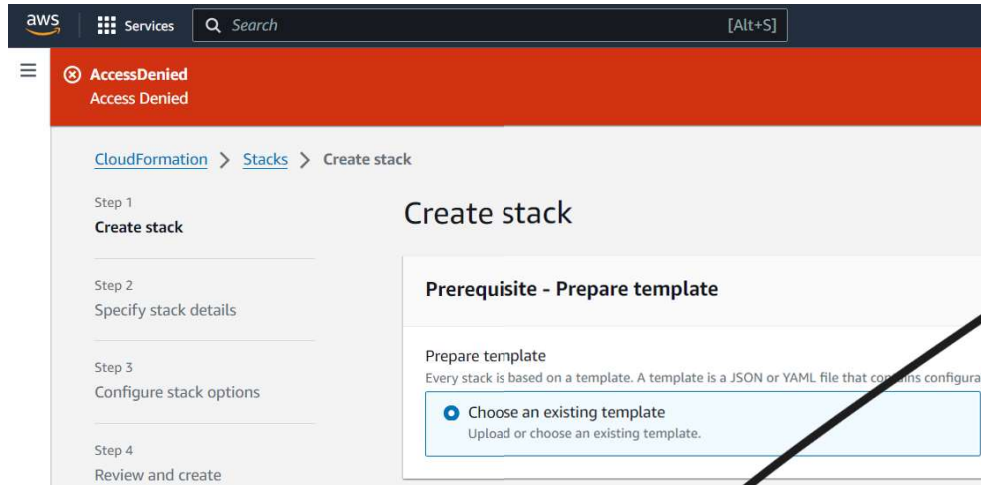 aws
Services
Search
[Alt+S]
AccessDenied
Access Denied
CloudFormation > Stacks > Create stack
Step 1
Create stack
Step 2
Specify stack details
Step 3
Configure stack options
Step 4
Review and create
Create stack
Prerequisite - Prepare template
Prepare template
Every stack is based on a template. A template is a JSON or YAML file that contains configura
Choose an existing template
Upload or choose an existing template.